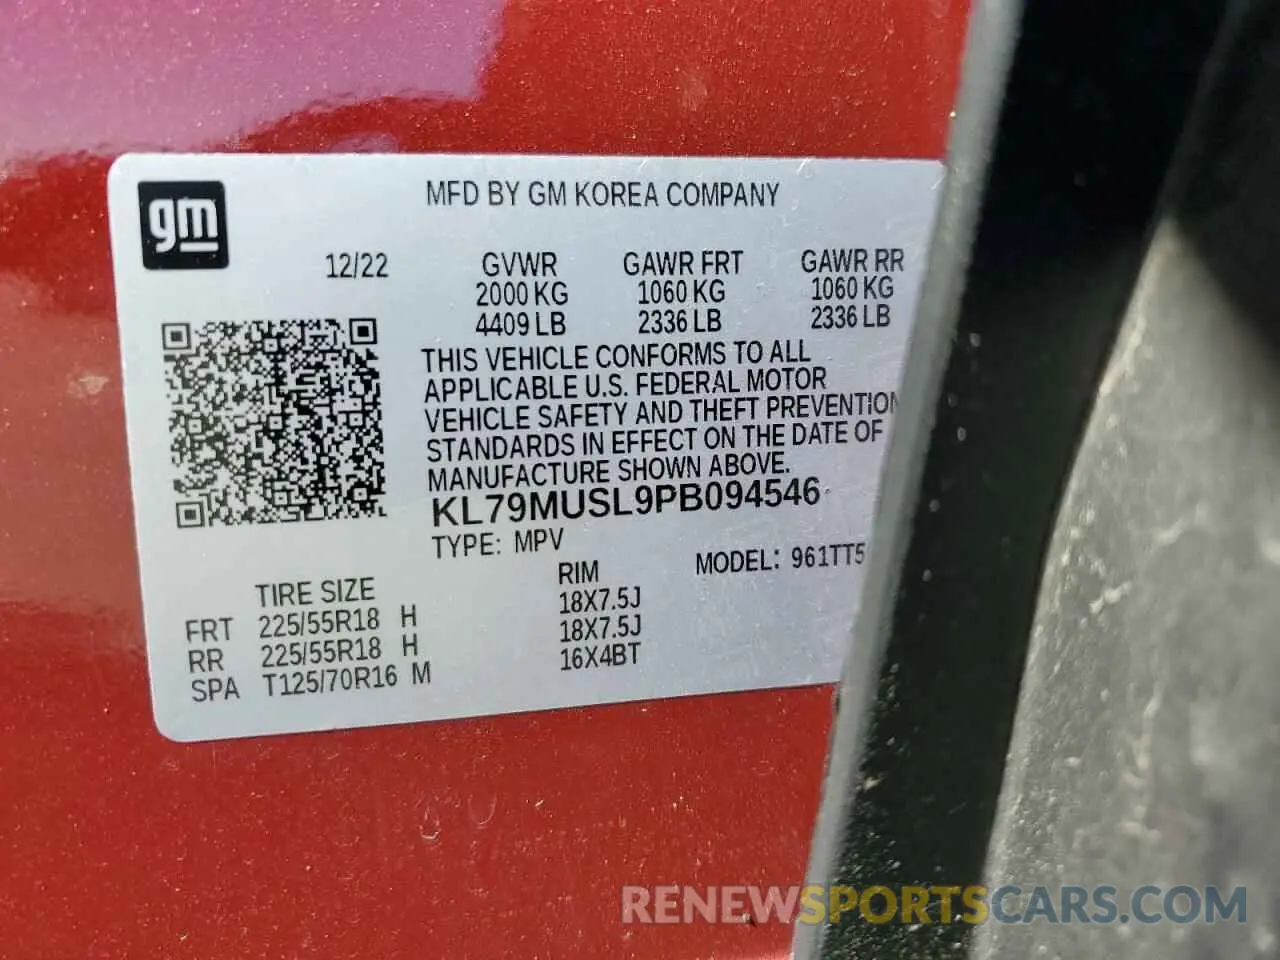 MFD BY GM KOREA COMPANY
gm
12/22
GVWR GAWR FRT GAWR RR
2000 KG 1060 KG 1060 KG
4409 LB 2336 LB 2336 LB
THIS VEHICLE CONFORMS TO ALL
APPLICABLE U.S. FEDERAL MOTOR
VEHICLE SAFETY AND THEFT PREVENTION
STANDARDS IN EFFECT ON THE DATE OF
MANUFACTURE SHOWN ABOVE.
KL79MUSL9PB094546
TYPE: MPV
MODEL: 961TT5
TIRE SIZE RIM
FRT 225/55R18 H 18X7.5J
RR 225/55R18 H 18X7.5J
SPA T125/70R16 M 16X4BT
RENEWSPORTSCARS.COM